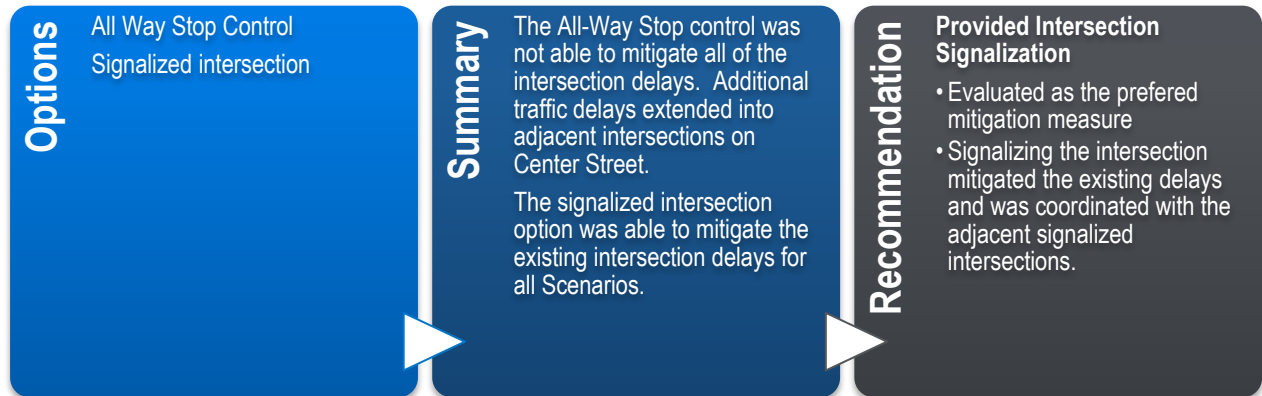 Options
All Way Stop Control
Signalized intersection
Summary
The All-Way Stop control was
not able to mitigate all of the
intersection delays.  Additional
traffic delays extended into
adjacent intersections on
Center Street.
The signalized intersection
option was able to mitigate the
existing intersection delays for
all Scenarios.
Recommendation
Provided Intersection
Signalization
• Evaluated as the prefered
mitigation measure
• Signalizing the intersection
mitigated the existing delays
and was coordinated with the
adjacent signalized
intersections.